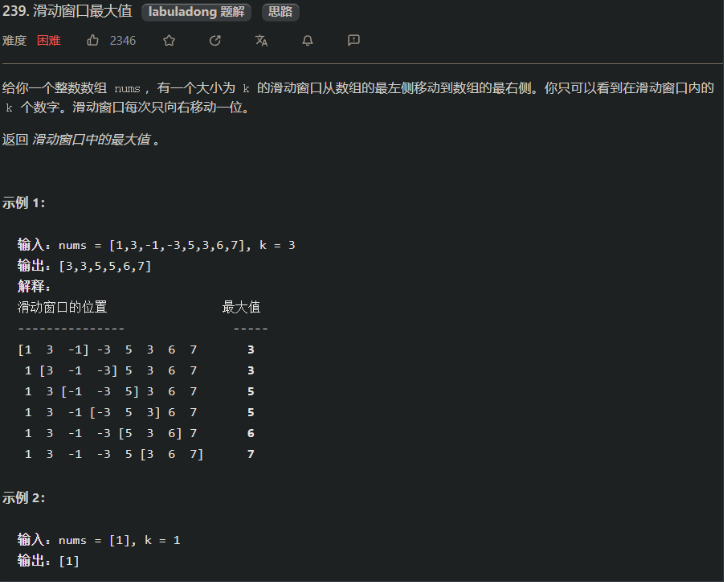 239. 滑动窗口最大值 labuladong 题解 思路
难度 困难 2346
给你一个整数数组 nums，有一个大小为 k 的滑动窗口从数组的最左侧移动到数组的最右侧。你只可以看到在滑动窗口内的
k 个数字。滑动窗口每次只向右移动一位。
返回 滑动窗口中的最大值 。
示例 1：
输入：nums = [1,3,-1,-3,5,3,6,7], k = 3
输出：[3,3,5,5,6,7]
解释：
滑动窗口的位置 最大值
--------------- -----
[1 3 -1] -3 5 3 6 7 3
1 [3 -1 -3] 5 3 6 7 3
1 3 [-1 -3 5] 3 6 7 5
1 3 -1 [-3 5 3] 6 7 5
1 3 -1 -3 [5 3 6] 7 6
1 3 -1 -3 5 [3 6 7] 7
示例 2：
输入：nums = [1], k = 1
输出：[1]